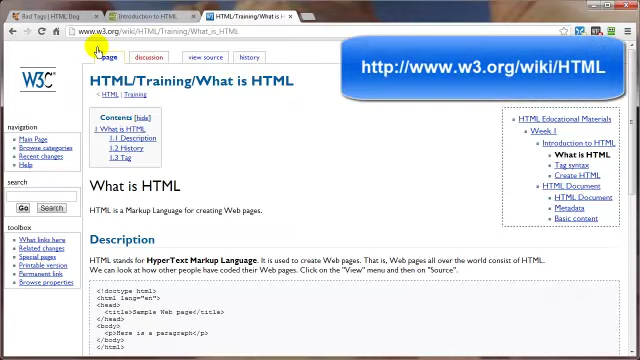 Bad Tags | HTML Dog
Introduction to HTML
HTML/Training/What is HTML
www.w3.org/wiki/HTML/Training/What_is_HTML
http://www.w3.org/wiki/HTML
page
discussion
view source
history
W3C
HTML/Training/What is HTML
< HTML | Training
Contents [hide]
1 What is HTML
1.1 Description
1.2 History
1.3 Tag
HTML Educational Materials
Week 1
Introduction to HTML
What is HTML
Tag syntax
Create HTML
HTML Document
HTML Document
Metadata
Basic content
navigation
Main Page
Browse categories
Recent changes
Help
search
Go
Search
toolbox
What links here
Related changes
Special pages
Printable version
Permanent link
Browse properties
What is HTML
HTML is a Markup Language for creating Web pages.
Description
HTML stands for HyperText Markup Language. It is used to create Web pages. That is, Web pages all over the world consist of HTML.
We can look at how other people have coded their Web pages. Click on the "View" menu and then on "Source".
<!doctype html>
<html lang="en">
<head>
<title>Sample Web page</title>
</head>
<body>
<p>Here is a paragraph</p>
</body>
</html>